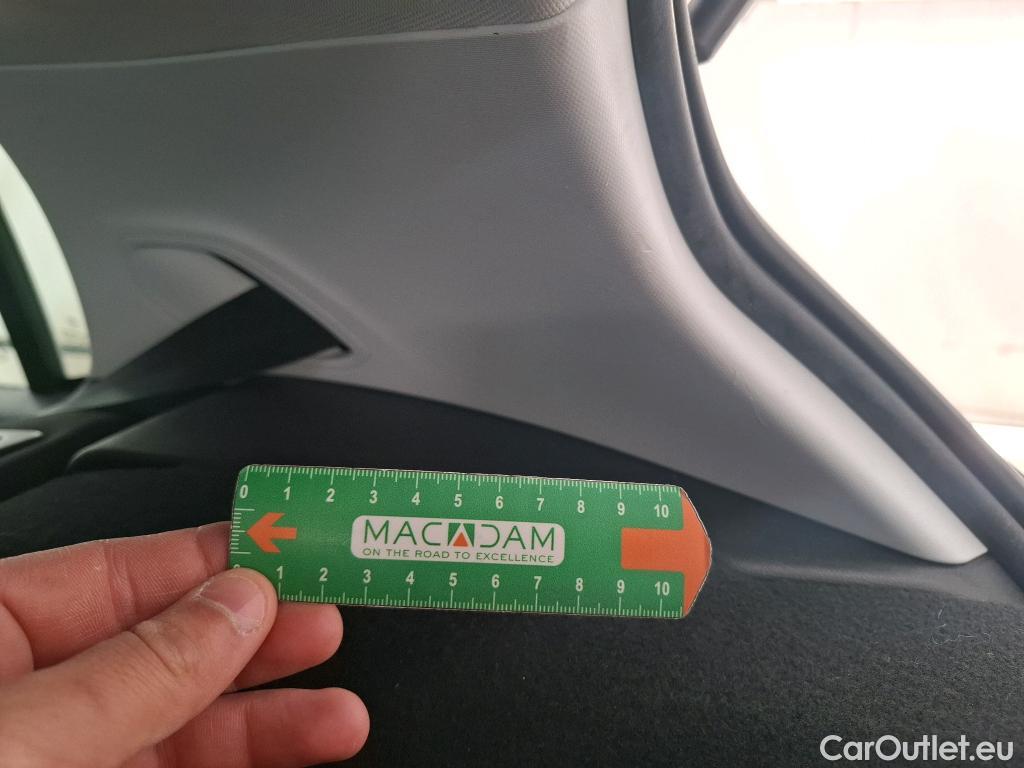 0 1 2 3 4 5 6 7 8 9 10
MACADAM
ON THE ROAD TO EXCELLENCE
1 2 3 4 5 6 7 8 9 10
CarOutlet.eu